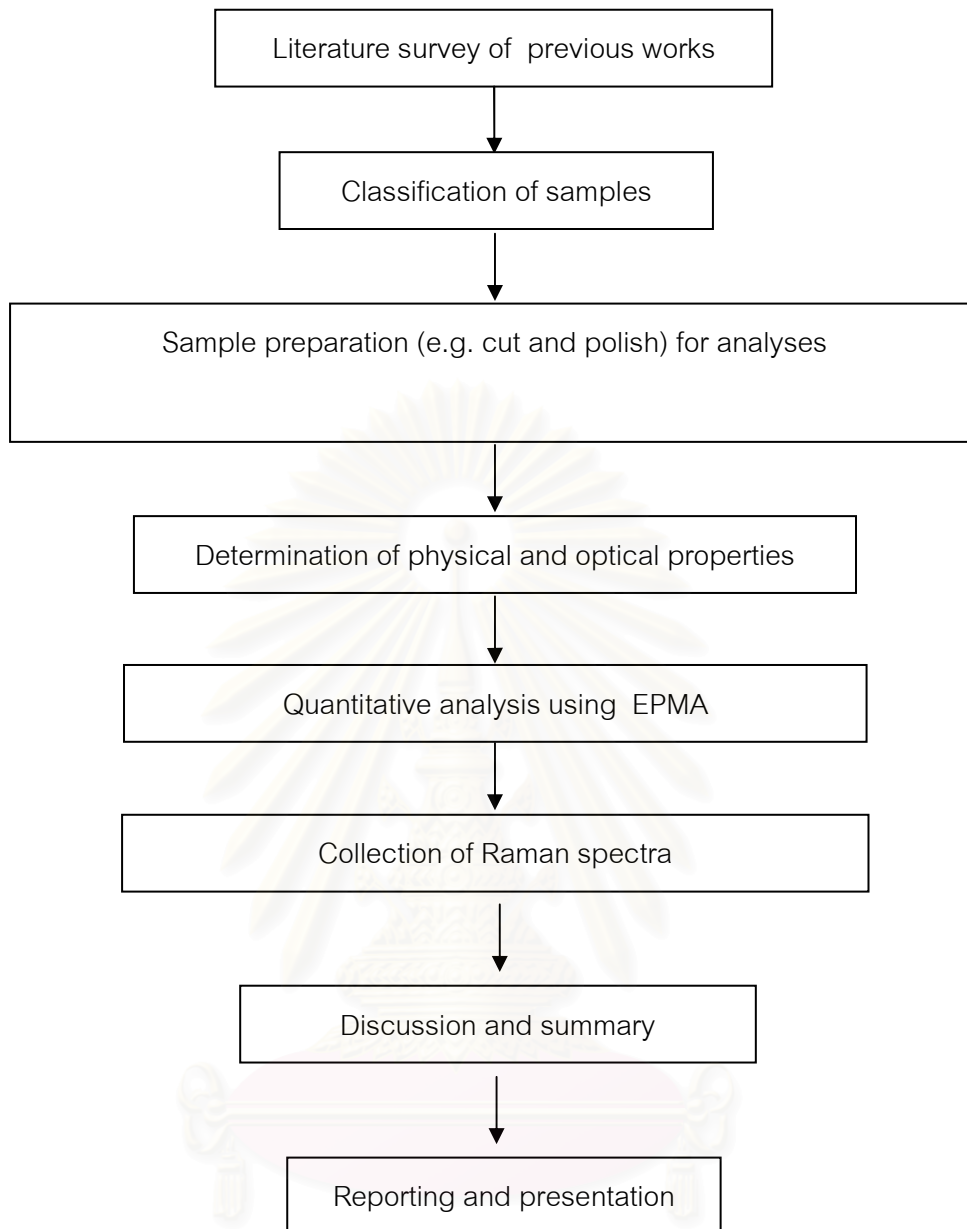 Literature survey of previous works
Classification of samples
Sample preparation (e.g. cut and polish) for analyses
Determination of physical and optical properties
Quantitative analysis using EPMA
Collection of Raman spectra
Discussion and summary
Reporting and presentation